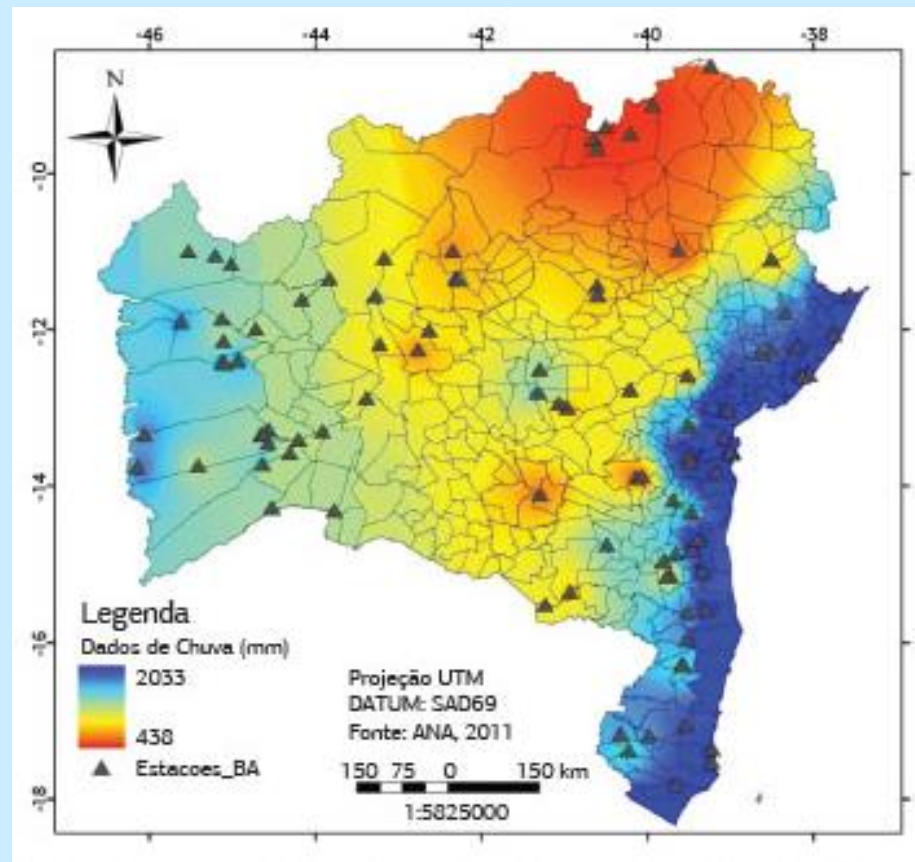 -46 -44 -42 -40 -38
N
-10
-12
-14
-16
-18
Legenda
Dados de Chuva (mm)
2033
438
Estacoes_BA
Projeção UTM
DATUM: SAD69
Fonte: ANA, 2011
150 75 0 150 km
1:5825000